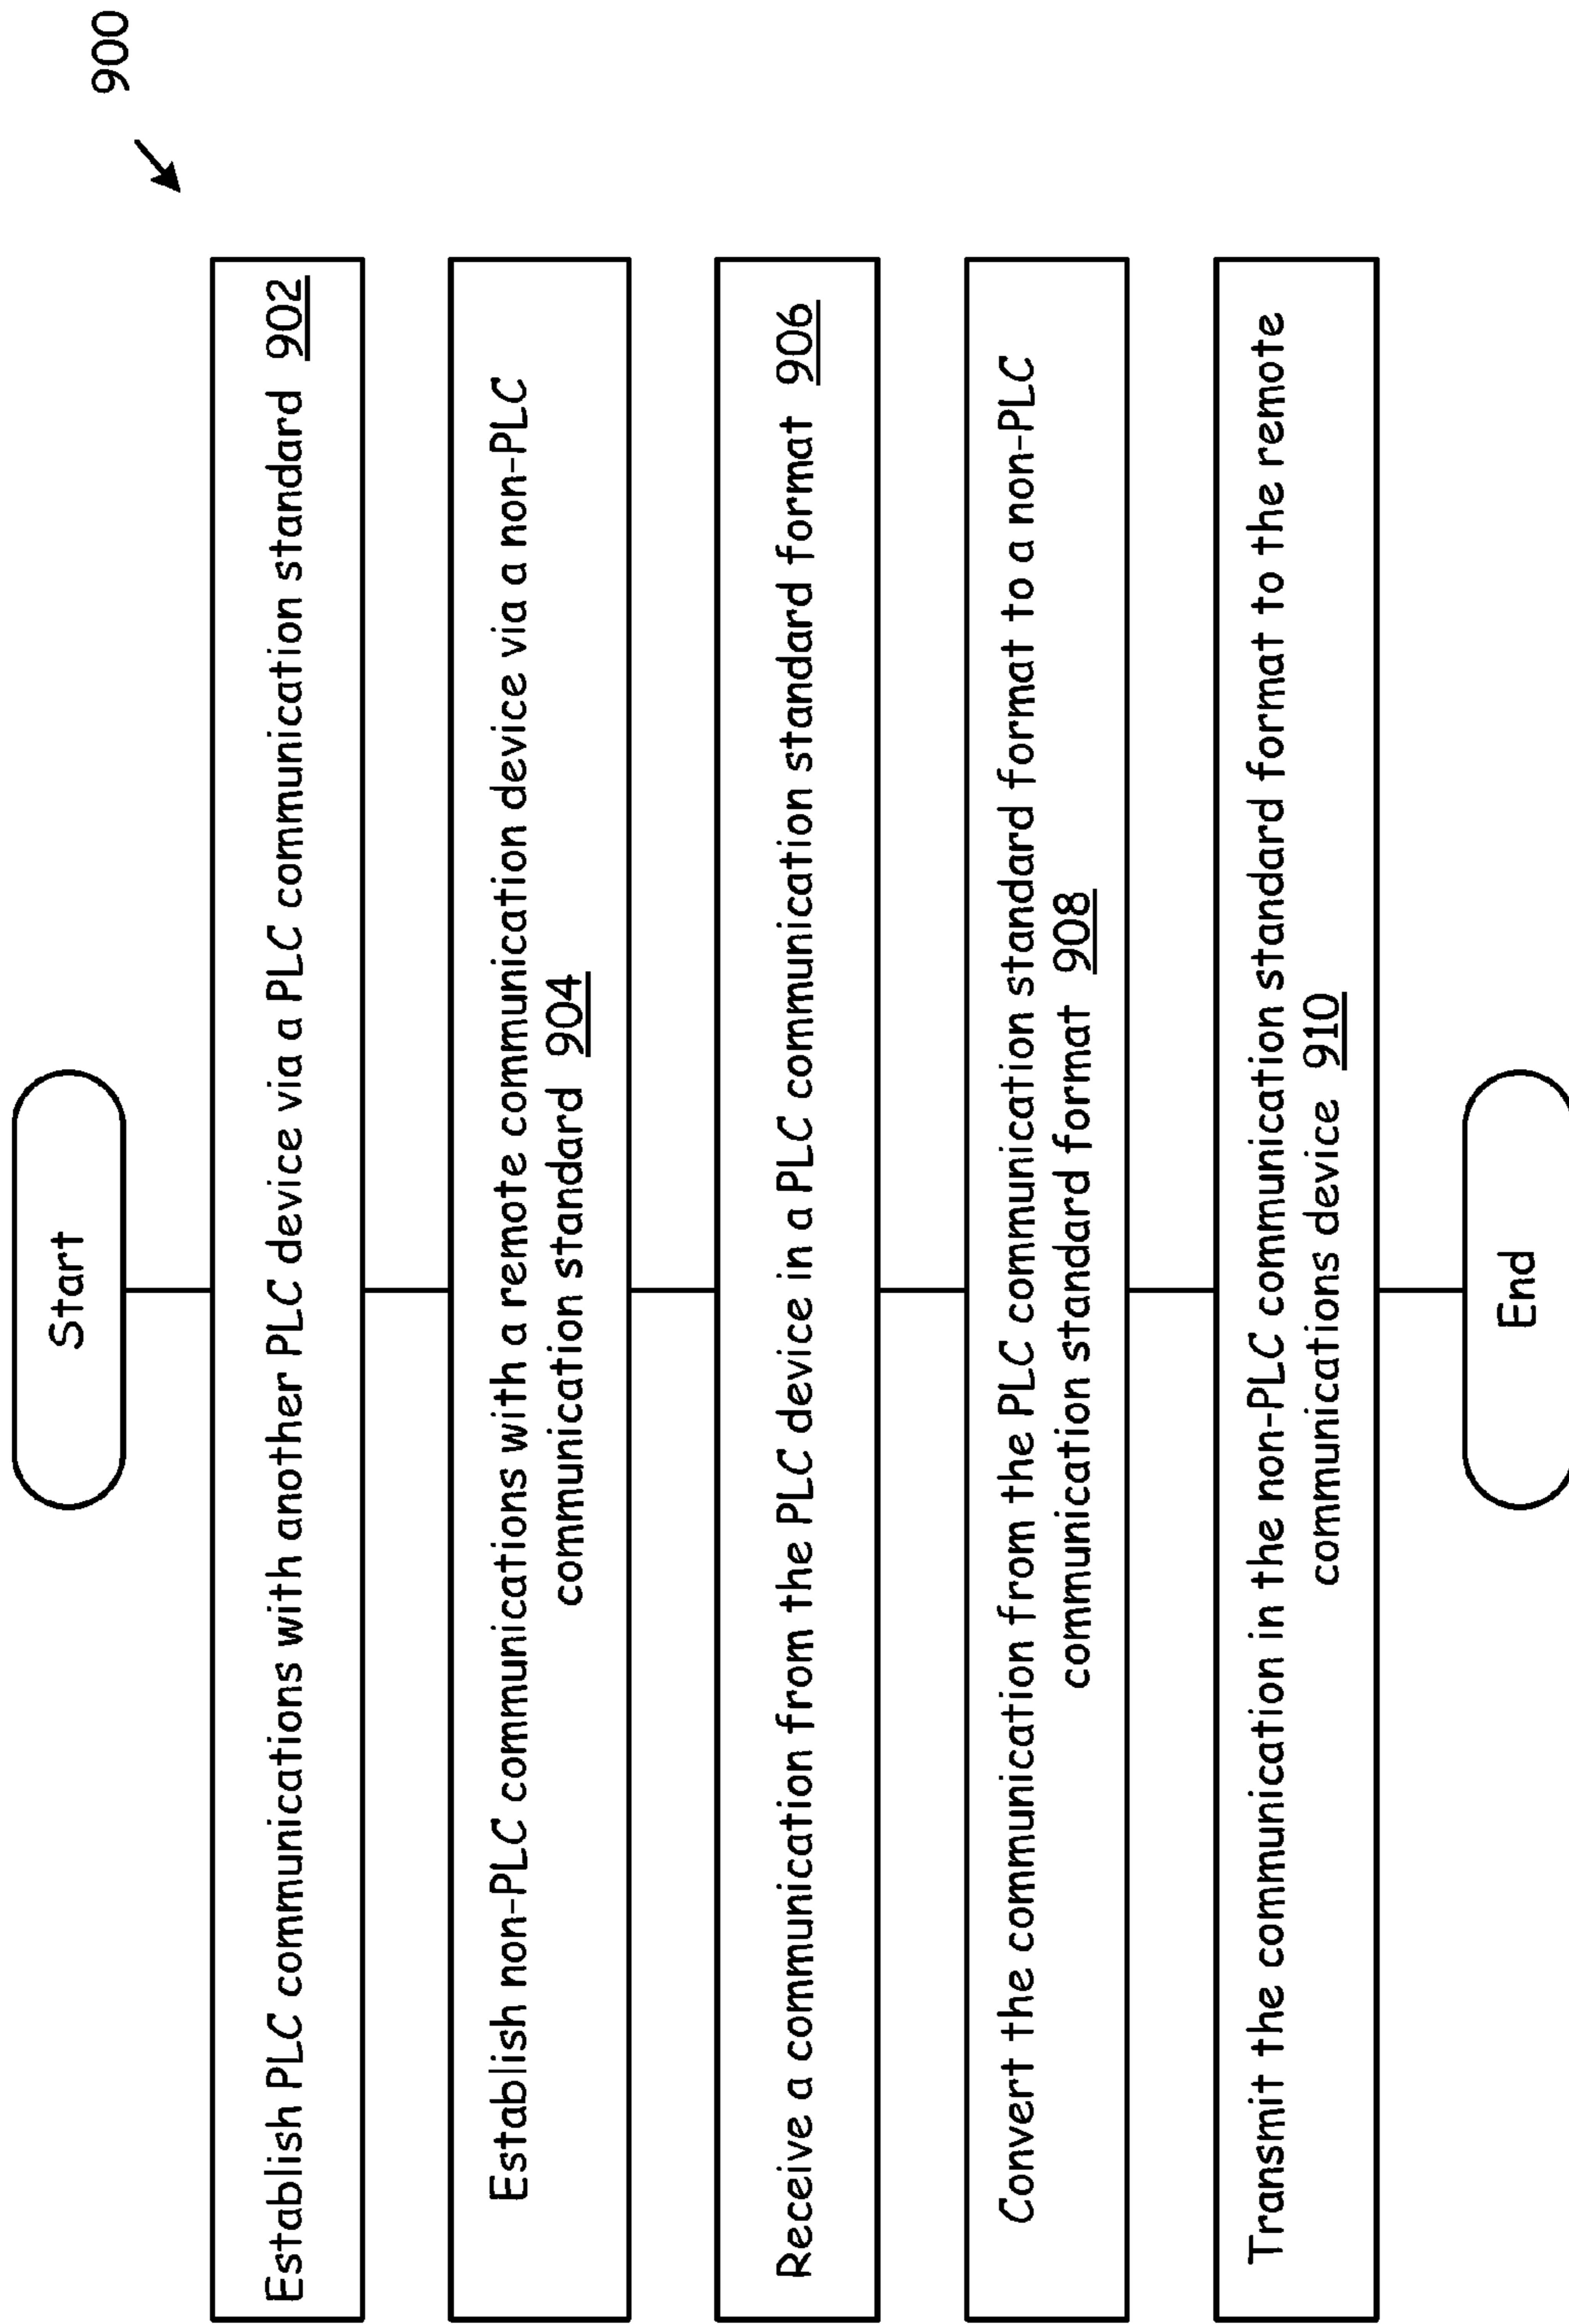 900
Start
Establish PLC communications with another PLC device via a PLC communication standard 902
Establish non-PLC communications with a remote communication device via a non-PLC
communication standard 904
Receive a communication from the PLC device in a PLC communication standard format 906
Convert the communication from the PLC communication standard format to a non-PLC
communication standard format 908
Transmit the communication in the non-PLC communication standard format to the remote
communications device 910
End